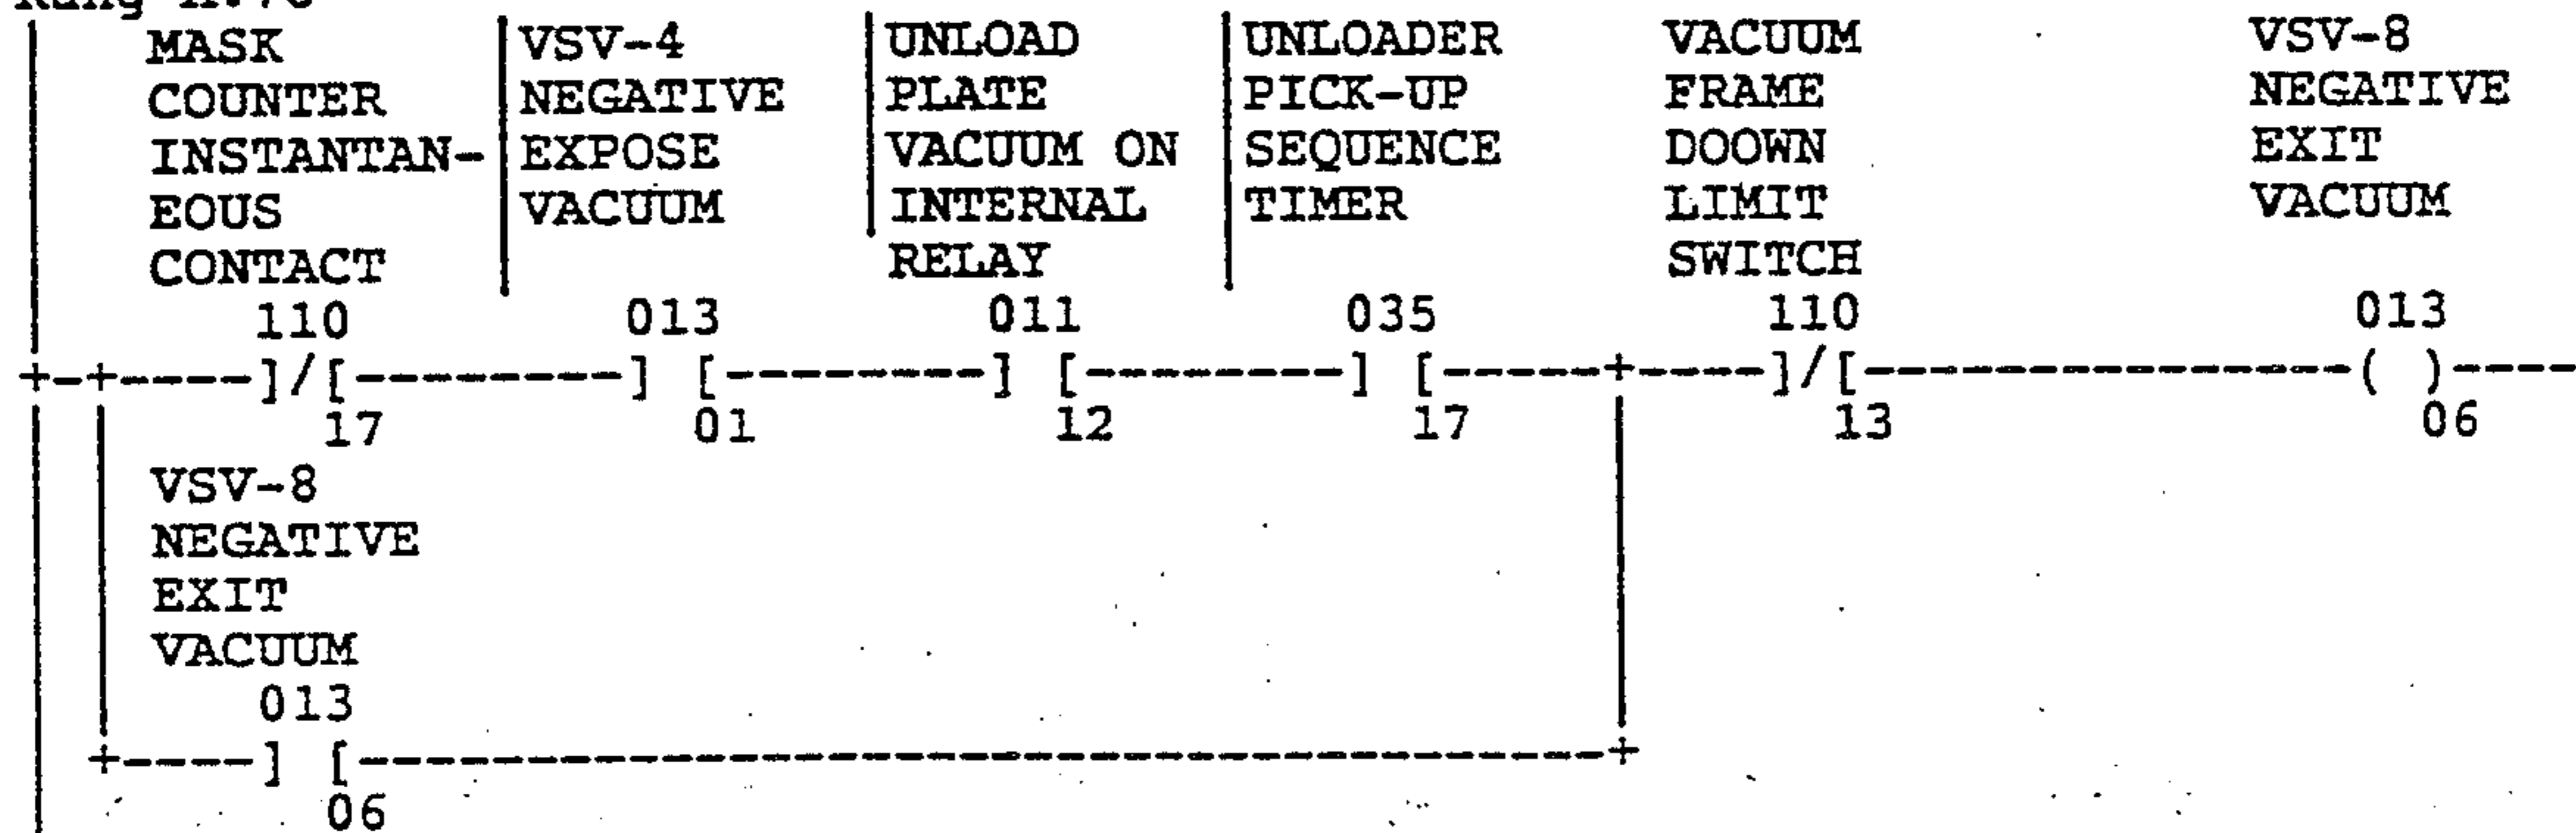 MASK VSV-4 UNLOAD UNLOADER VACUUM VSV-8
COUNTER NEGATIVE PLATE PICK-UP FRAME NEGATIVE
INSTANTAN- EXPOSE VACUUM ON SEQUENCE DOOWN EXIT
EOUS VACUUM INTERNAL TIMER LIMIT VACUUM
CONTACT RELAY SWITCH
110 013 011 035 110 013
+-+-----]/[---------] [---------] [---------] [------+-----]/[----------------( )----
17 01 12 17 13 06
VSV-8
NEGATIVE
EXIT
VACUUM
013
+----] [-----------------------------------------+
06